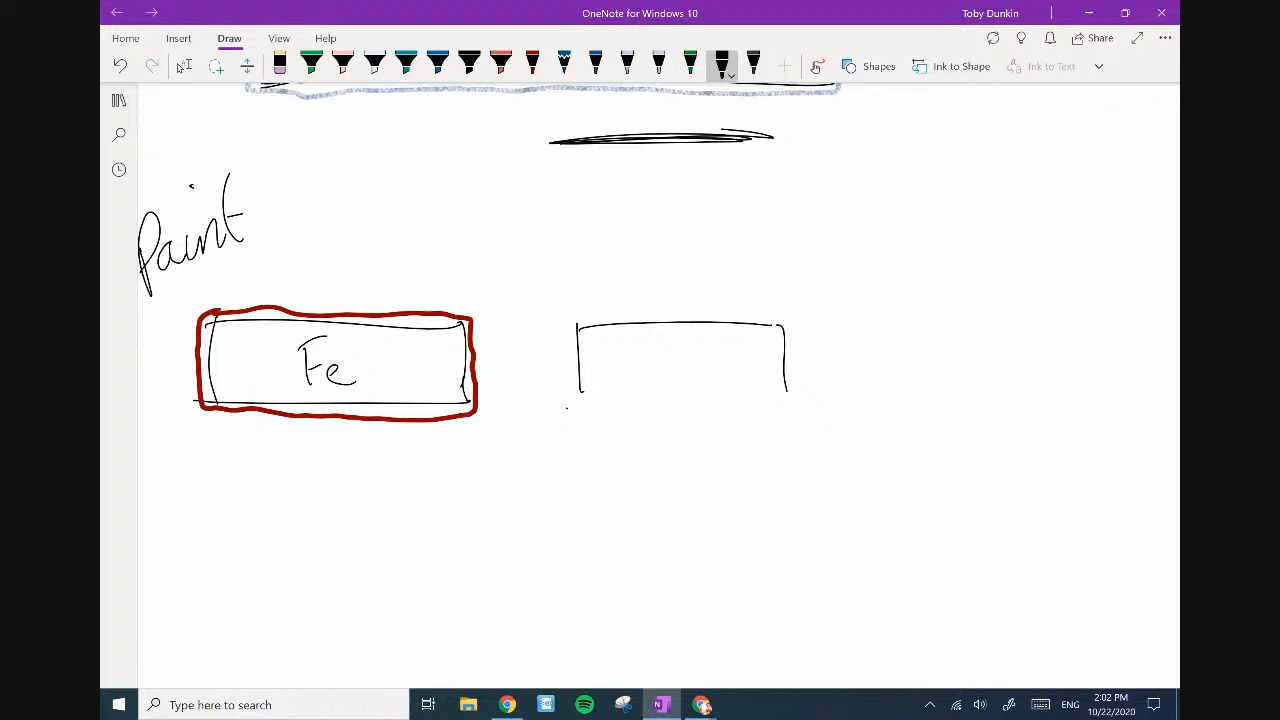 OneNote for Windows 10
Toby Dunkin
Home
Insert
Draw
View
Help
Share
Shapes
Ink to Shape
Ink to Text
Paint
Fe
Type here to search
ENG
2:02 PM
10/22/2020